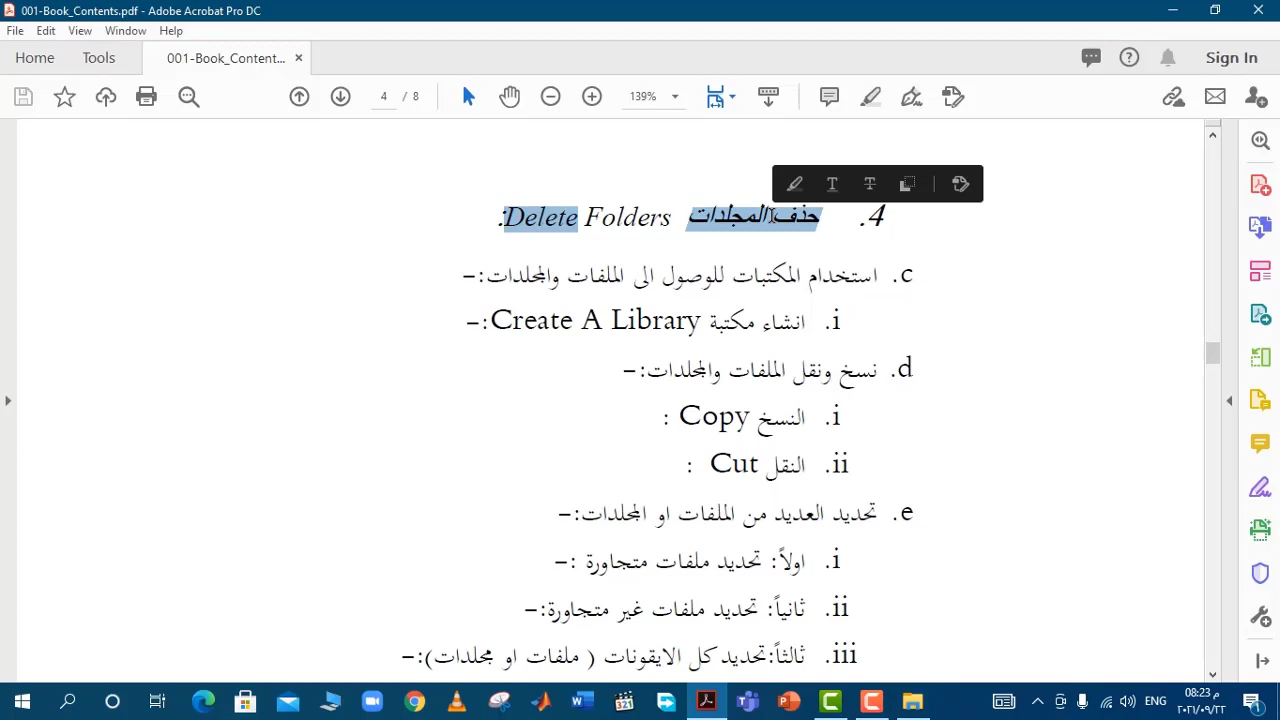 001-Book_Contents.pdf - Adobe Acrobat Pro DC
File Edit View Window Help
Home Tools 001-Book_Content... × Sign In
4 / 8 139%
4. حذف المجلدات Delete Folders:
c. استخدام المكتبات للوصول الى الملفات والمجلدات:-
i. انشاء مكتبة Create A Library:-
d. نسخ ونقل الملفات والمجلدات:-
i. النسخ Copy :
ii. النقل Cut :
e. تحديد العديد من الملفات او المجلدات:-
i. اولاً: تحديد ملفات متجاورة :-
ii. ثانياً: تحديد ملفات غير متجاورة:-
iii. ثالثاً:تحديد كل الايقونات ( ملفات او مجلدات):-
ENG 08:23 م
٢٠٢١/٠٩/٢٢